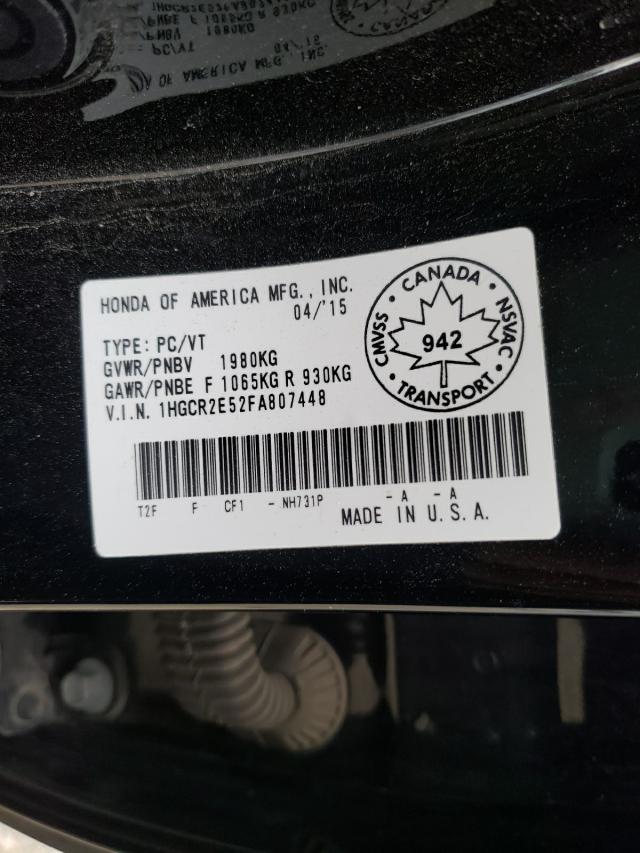 HONDA OF AMERICA MFG., INC.
04/'15
TYPE: PC/VT
GVWR/PNBV 1980KG
GAWR/PNBE F 1065KG R 930KG
V.I.N. 1HGCR2E52FA807448
CANADA
CMVSS
NSVAC
942
TRANSPORT
T2F F CF1 - NH731P - A - A
MADE IN U.S.A.